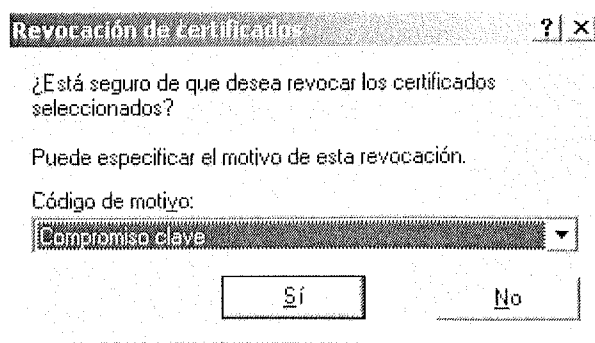 Revocación de certificados
¿Está seguro de que desea revocar los certificados
seleccionados?
Puede especificar el motivo de esta revocación.
Código de motivo:
Compromiso clave
Sí
No